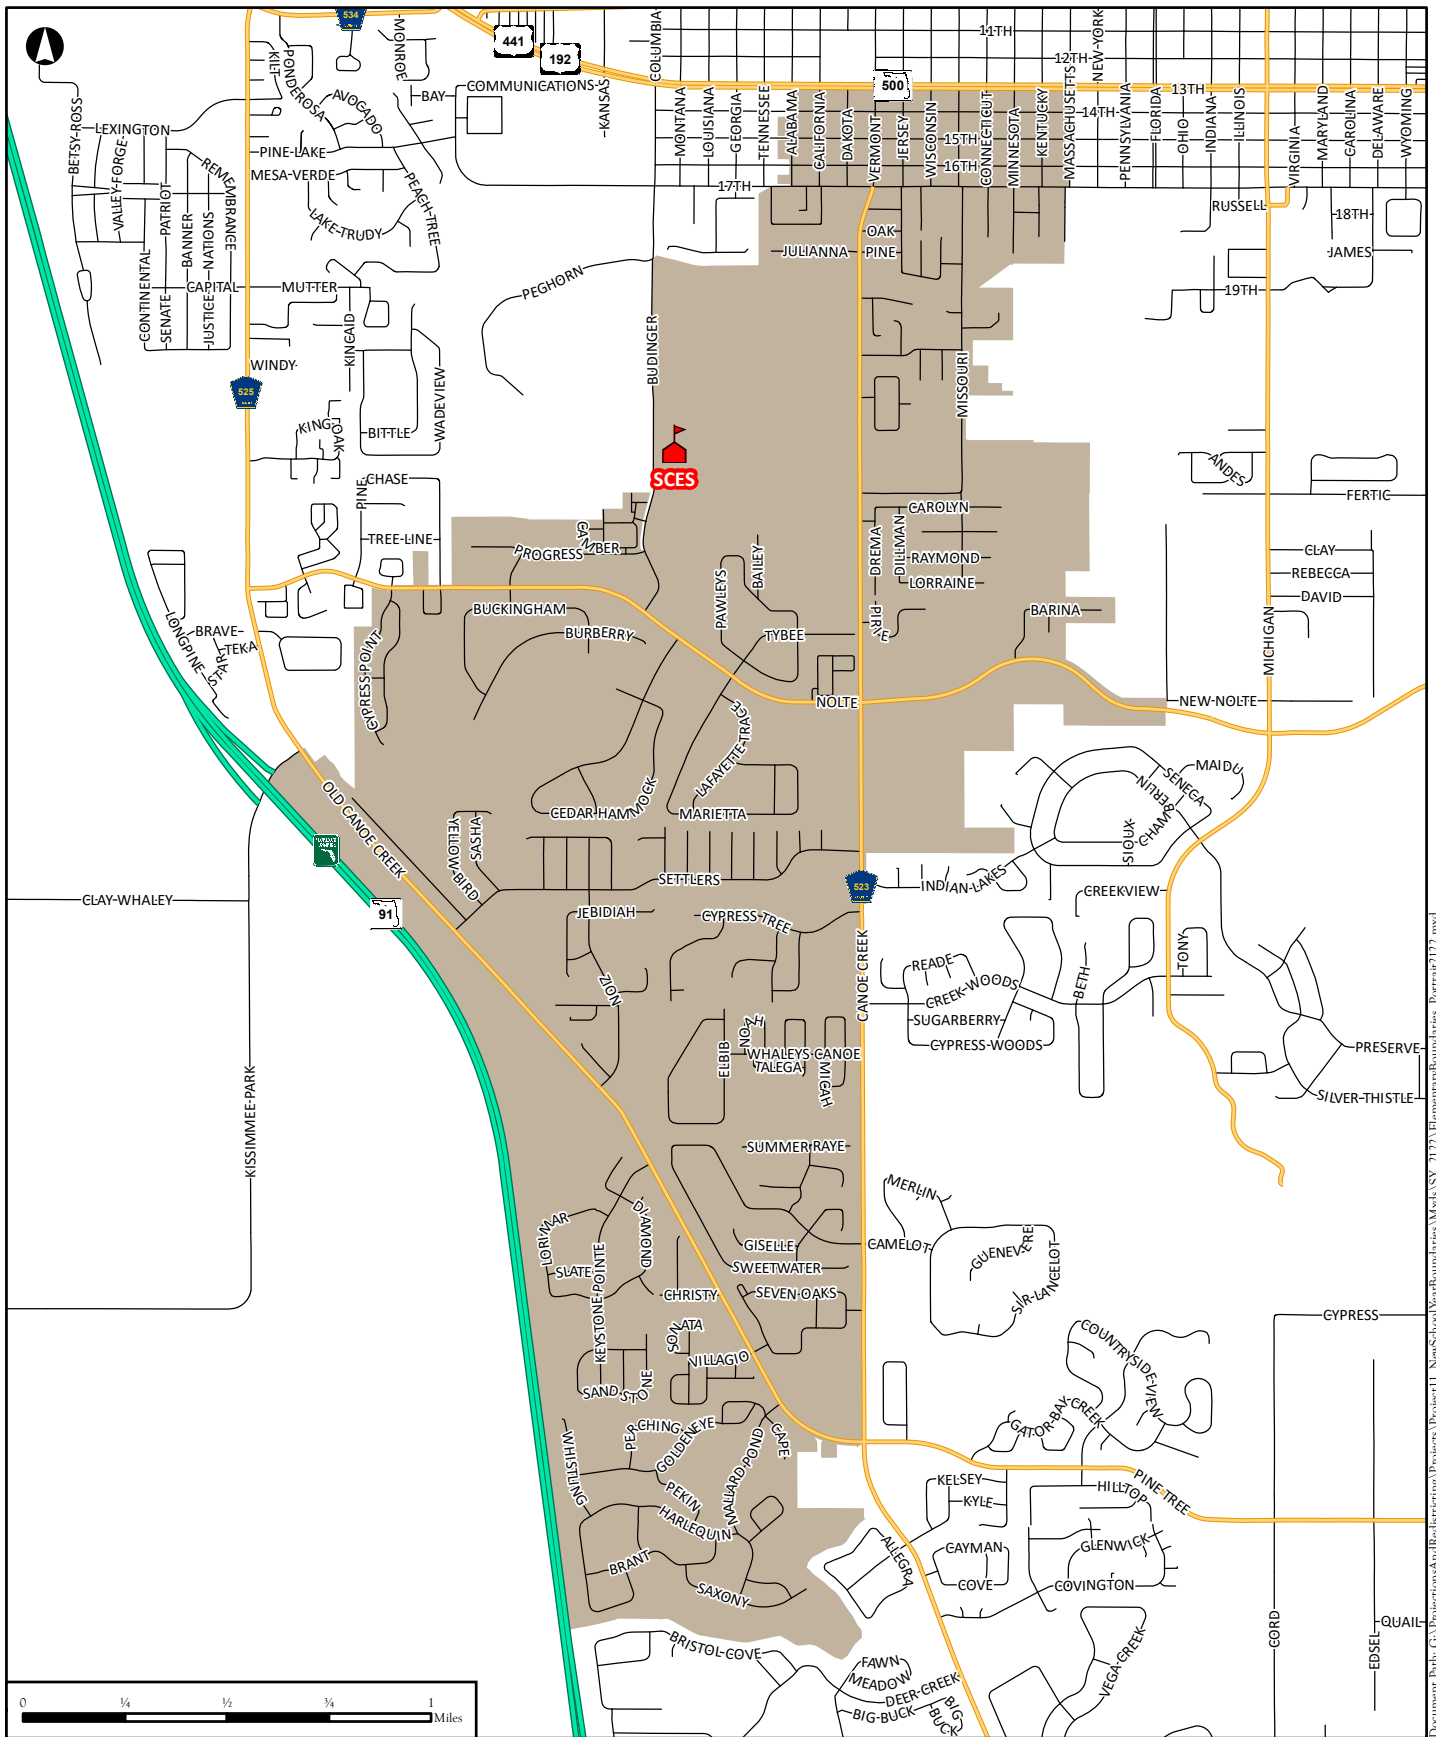 534
441
192
500
COLUMBIA
MONROE
KILT
PONDEROSA
AVOCADO
BAY
COMMUNICATIONS
KANSAS
11TH
12TH
13TH
14TH
15TH
16TH
17TH
NEW-YORK
MONTANA
LOUISIANA
GEORGIA
TENNESSEE
ALABAMA
CALIFORNIA
DAKOTA
VERMONT
JERSEY
WISCONSIN
CONNECTICUT
MINNESOTA
KENTUCKY
MASSACHUSETTS
PENNSYLVANIA
FLORIDA
OHIO
INDIANA
ILLINOIS
VIRGINIA
MARYLAND
CAROLINA
DELAWARE
WYOMING
BETSY-ROSS
LEXINGTON
VALLEY-FORGE
PATRIOT
REMEMBRANCE
PINE-LAKE
MESA-VERDE
PEACH-TREE
LAKE-TRUDY
CONTINENTAL
SENATE
BANNER
JUSTICE
NATIONS
CAPITAL
MUTTER
KINCAID
WINDY
525
WADEVIEW
KING
OAK
BITTLE
PEGHORN
BUDINGER
JULIANNA
OAK
PINE
MISSOURI
RUSSELL
18TH
JAMES
19TH
SCES
CHASE
PINE
TREE-LINE
PROGRESS
GAMBER
BUCKINGHAM
BURBERRY
PAWLEYS
BAILEY
TYBEE
CAROLYN
DREMA
DILLMAN
RAYMOND
LORRAINE
BARINA
ANDES
FERTIC
CLAY
REBECCA
DAVID
MICHIGAN
NEW-NOLTE
NOLTE
LONGPINE
BRAVE
TEKA
STAR
CYPRESS-POINT
LAFAYETTE-TRACE
CEDAR HAMMOCK
MARIETTA
OLD CANOE CREEK
YELLOW-BIRD
AHSAS
SETTLERS
JEBIDIAH
CYPRESS TREE
ZION
91
CLAY-WHALEY
KISSIMMEE-PARK
523
CANOE CREEK
INDIAN-LAKES
SENECA
MAIDU
SIOUX
CREEKVIEW
READE
CREEK-WOODS
SUGARBERRY
CYPRESS-WOODS
BETH
TONY
PRESERVE
SILVER-THISTLE
ELBIB
WHALEYS
CANOE
TALEGA
MICAH
SUMMER RAYE
MERLIN
CAMELOT
GUENEVERE
SIR-LANCELOT
LORIMAR
DIAMOND
SLATE
KEYSTONE-POINTE
GISELLE
SWEETWATER
CHRISTY
SEVEN-OAKS
VILLAGIO
SANDSTONE
COUNTRYSIDE-VIEW
GATOR-BAY-CREEK
CYPRESS
WHISTLING
PERCHING
GOLDENEYE
PEKIN
MALLARD POND
CAPE
HARLEQUIN
BRANT
SAXONY
KELSEY
KYLE
HILLTOP
PINE-TREE
ALLEGRA
CAYMAN
COVE
GLENWICK
COVINGTON
CORD
EDSEL
QUAIL
BRISTOL-COVE
FAWN
MEADOW
DEER-CREEK
BIG-BUCK
BIG
BUCK
VEGA-CREEK
0 ¼ ½ ¾ 1
Miles